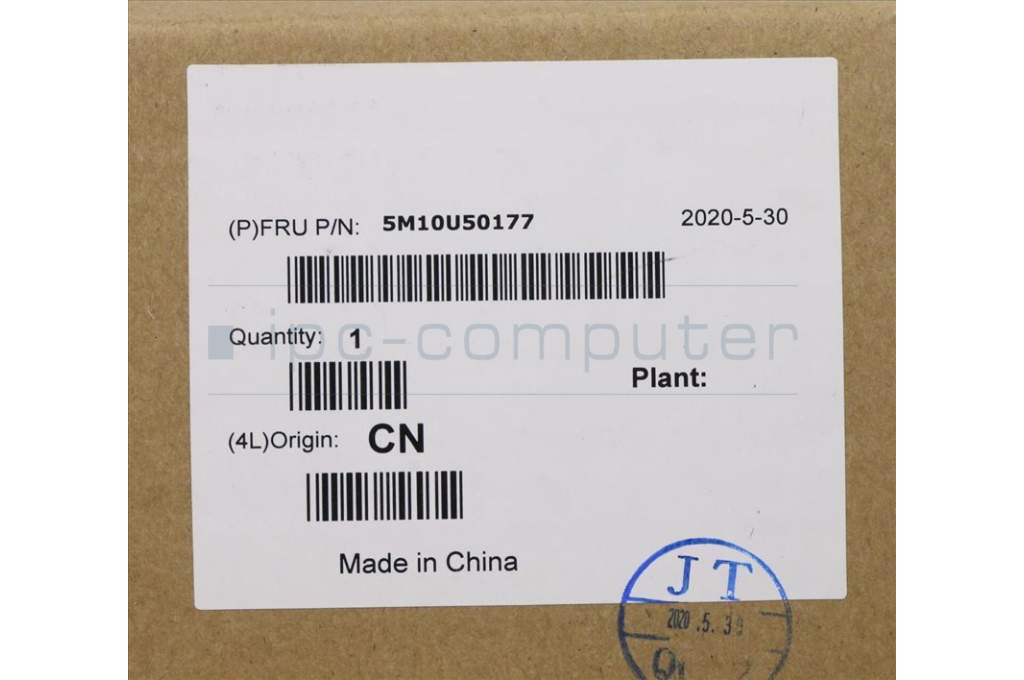 (P)FRU P/N: 5M10U50177 2020-5-30
ipc-computer
Quantity: 1
Plant:
(4L)Origin: CN
Made in China
JT
2020.5.39